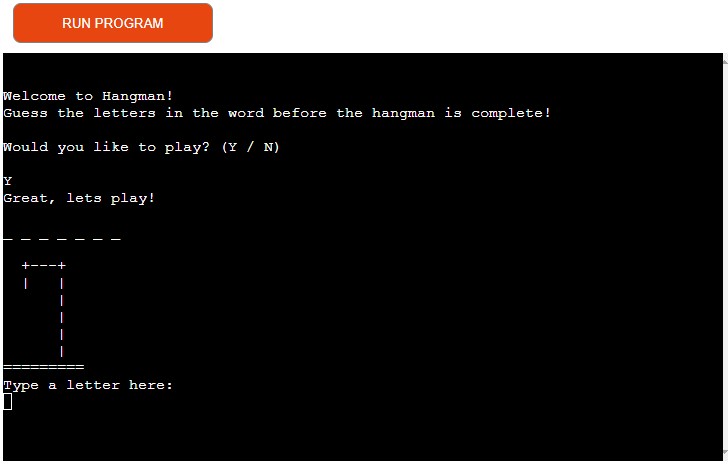 RUN PROGRAM
Welcome to Hangman!
Guess the letters in the word before the hangman is complete!
Would you like to play? (Y / N)
Y
Great, lets play!
_ _ _ _ _ _ _
  +---+
  |   |
      |
      |
      |
      |
=========
Type a letter here: